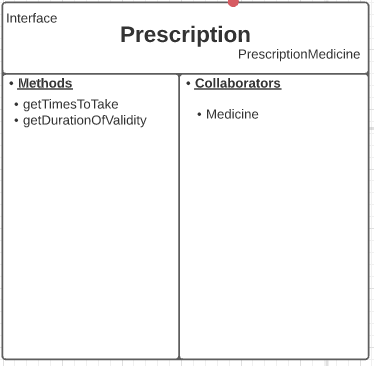 Interface
Prescription
PrescriptionMedicine
• Methods
• getTimesToTake
• getDurationOfValidity
• Collaborators
• Medicine